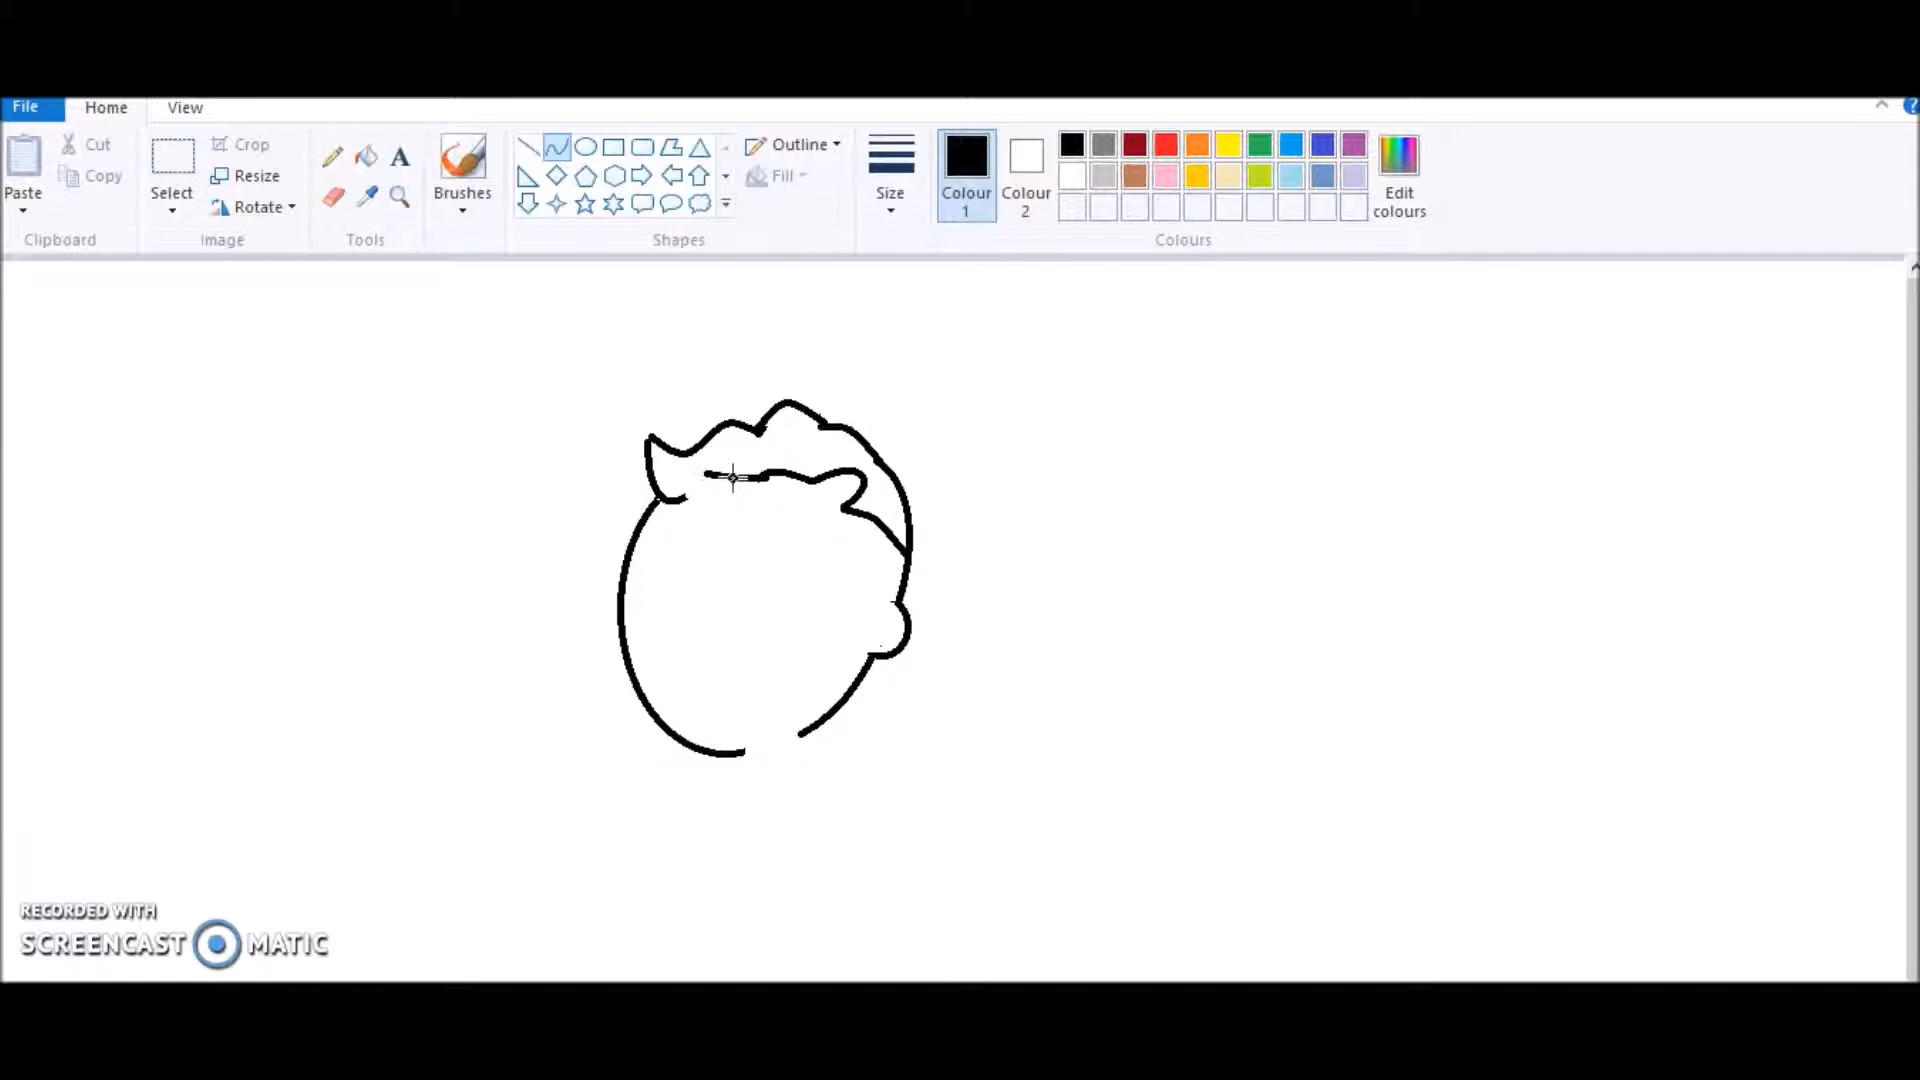 File Home View
Paste
Cut
Copy
Clipboard
Select
Crop
Resize
Rotate
Image
A
Tools
Brushes
Outline
Fill
Shapes
Size
Colour 1
Colour 2
Edit colours
Colours
?
RECORDED WITH
SCREENCAST MATIC